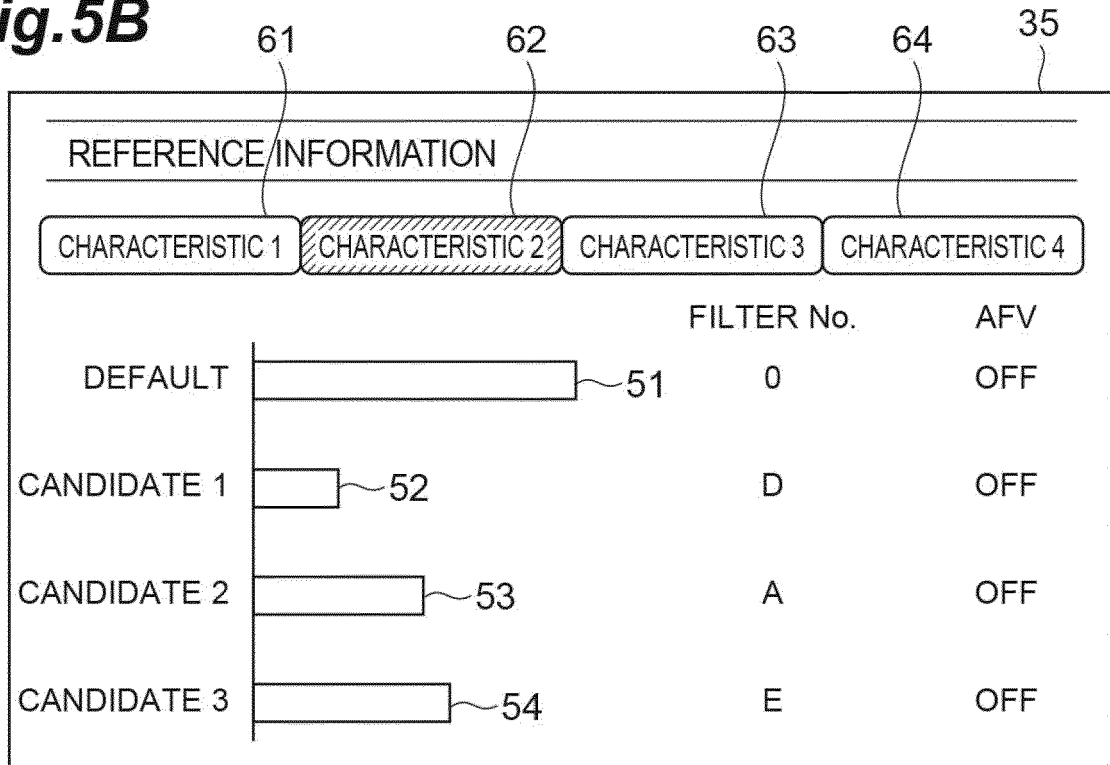 ig.5B
61 62 63 64 35
REFERENCE INFORMATION
CHARACTERISTIC 1 CHARACTERISTIC 2 CHARACTERISTIC 3 CHARACTERISTIC 4
FILTER No. AFV
DEFAULT 51 0 OFF
CANDIDATE 1 52 D OFF
CANDIDATE 2 53 A OFF
CANDIDATE 3 54 E OFF